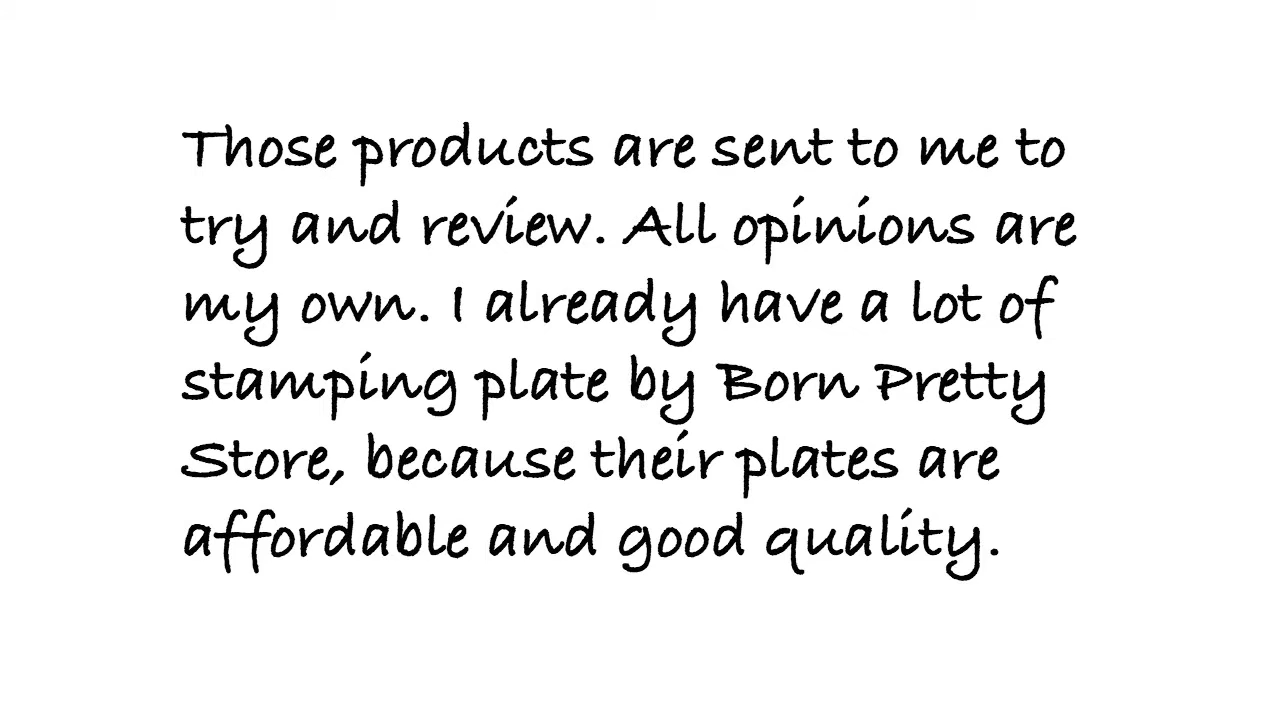 Those products are sent to me to
try and review. All opinions are
my own. I already have a lot of
stamping plate by Born Pretty
Store, because their plates are
affordable and good quality.